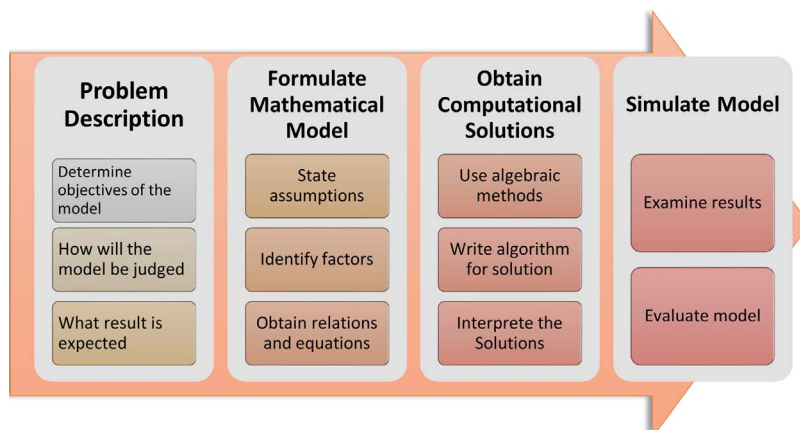 Problem
Description
Determine
objectives of the
model
How will the
model be judged
What result is
expected
Formulate
Mathematical
Model
State
assumptions
Identify factors
Obtain relations
and equations
Obtain
Computational
Solutions
Use algebraic
methods
Write algorithm
for solution
Interprete the
Solutions
Simulate Model
Examine results
Evaluate model